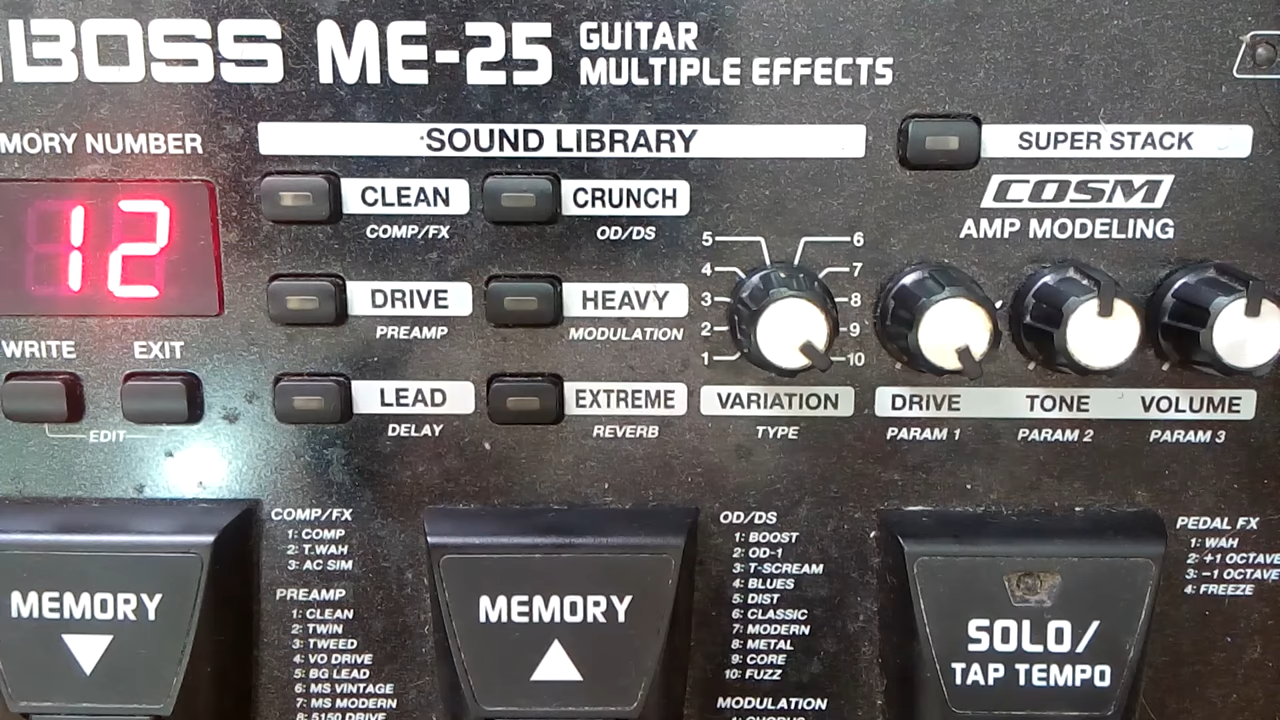 BOSS ME-25 GUITAR
MULTIPLE EFFECTS
MORY NUMBER
SOUND LIBRARY
SUPER STACK
12
CLEAN
COMP/FX
CRUNCH
OD/DS
COSM
AMP MODELING
DRIVE
PREAMP
HEAVY
MODULATION
5 6
4 7
3 8
2 9
1 10
WRITE EXIT
EDIT
LEAD
DELAY
EXTREME
REVERB
VARIATION
TYPE
DRIVE TONE VOLUME
PARAM 1 PARAM 2 PARAM 3
MEMORY
COMP/FX
1: COMP
2: T.WAH
3: AC SIM
PREAMP
1: CLEAN
2: TWIN
3: TWEED
4: VO DRIVE
5: BG LEAD
6: MS VINTAGE
7: MS MODERN
8: 5150 DRIVE
MEMORY
OD/DS
1: BOOST
2: OD-1
3: T-SCREAM
4: BLUES
5: DIST
6: CLASSIC
7: MODERN
8: METAL
9: CORE
10: FUZZ
MODULATION
1: CHORUS
SOLO/
TAP TEMPO
PEDAL FX
1: WAH
2: +1 OCTAVE
3: −1 OCTAVE
4: FREEZE